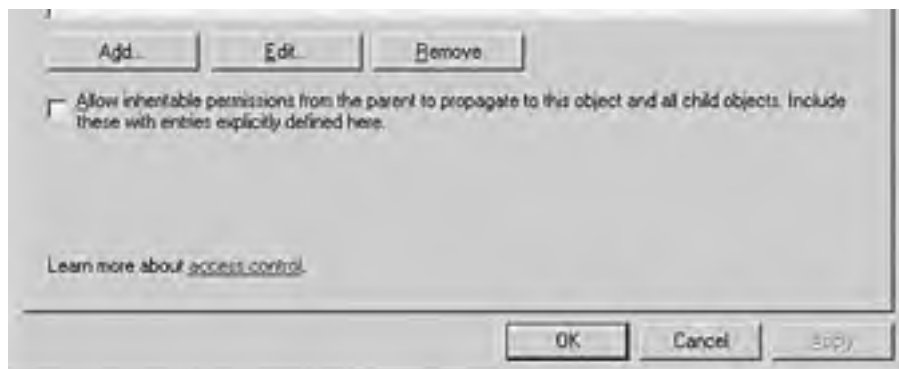 Add... Edit... Remove
Allow inheritable permissions from the parent to propagate to this object and all child objects. Include
these with entries explicitly defined here.
Learn more about access control.
OK Cancel Apply